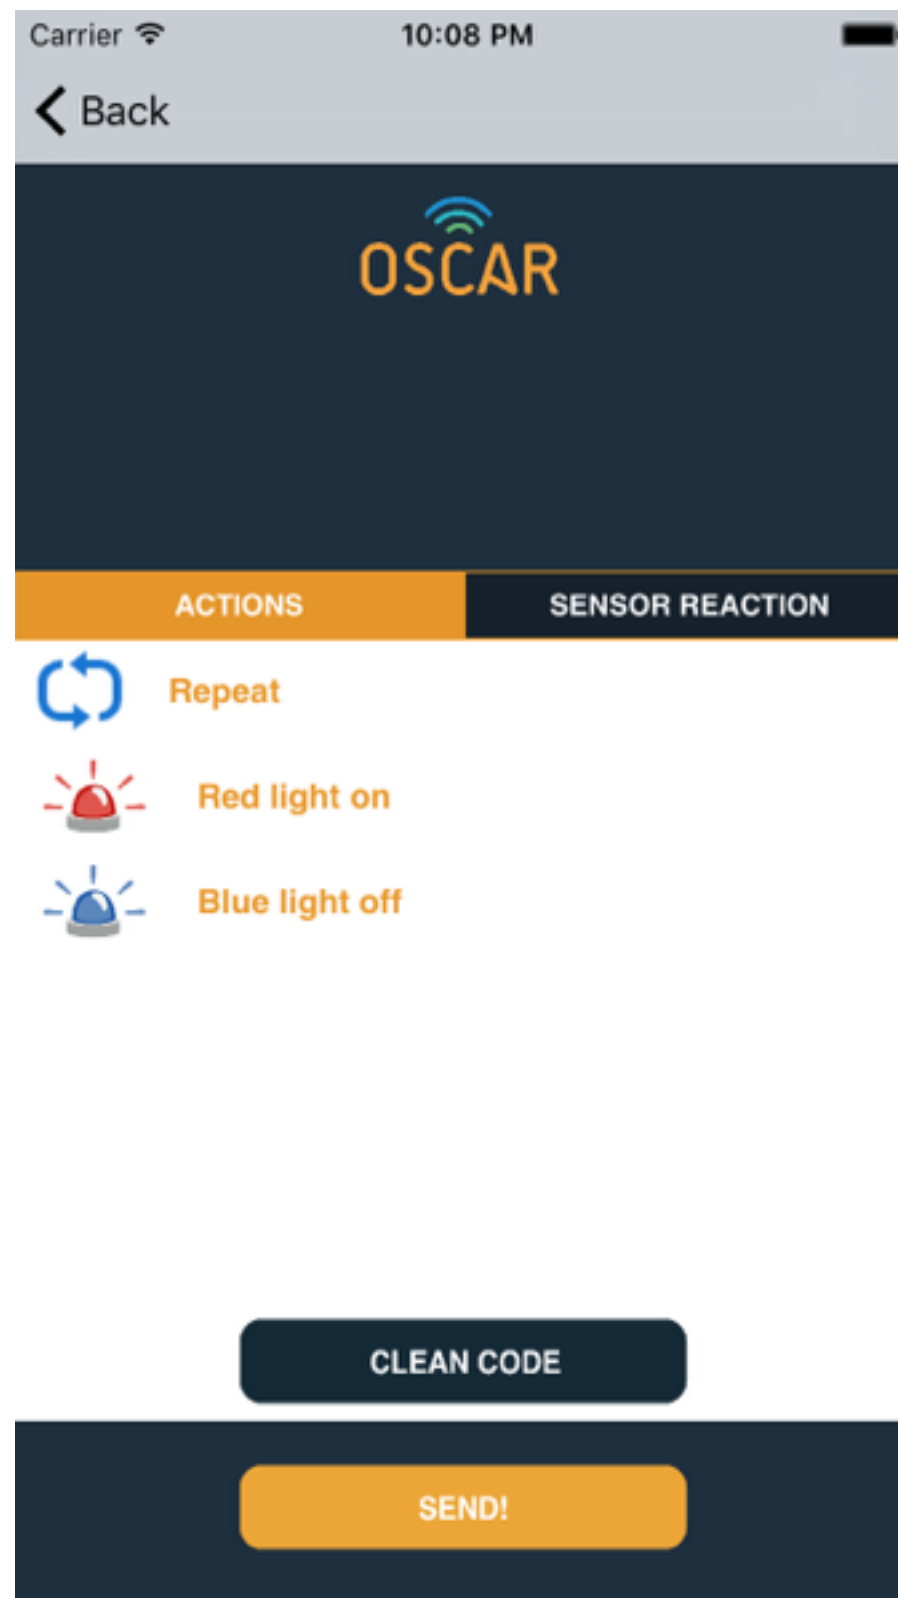 Carrier 10:08 PM
Back
OSCAR
ACTIONS SENSOR REACTION
Repeat
Red light on
Blue light off
CLEAN CODE
SEND!